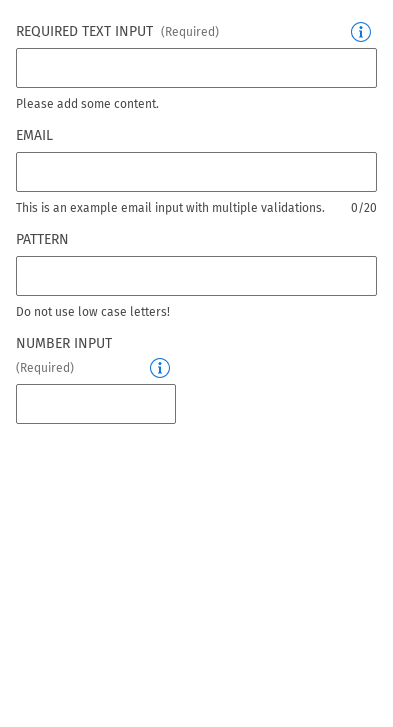 REQUIRED TEXT INPUT (Required)
Please add some content.
EMAIL
This is an example email input with multiple validations. 0/20
PATTERN
Do not use low case letters!
NUMBER INPUT
(Required)